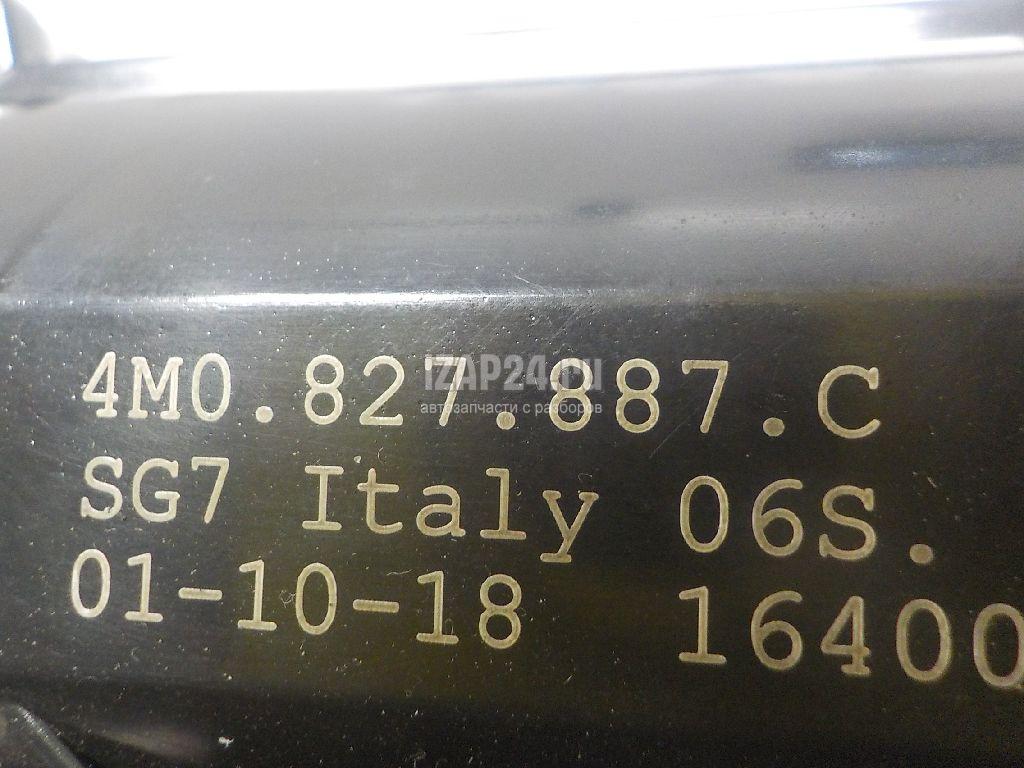 4M0.827.887.C
IZAP24.ru
автозапчасти с разборов
SG7 Italy 06S.
01-10-18 16400